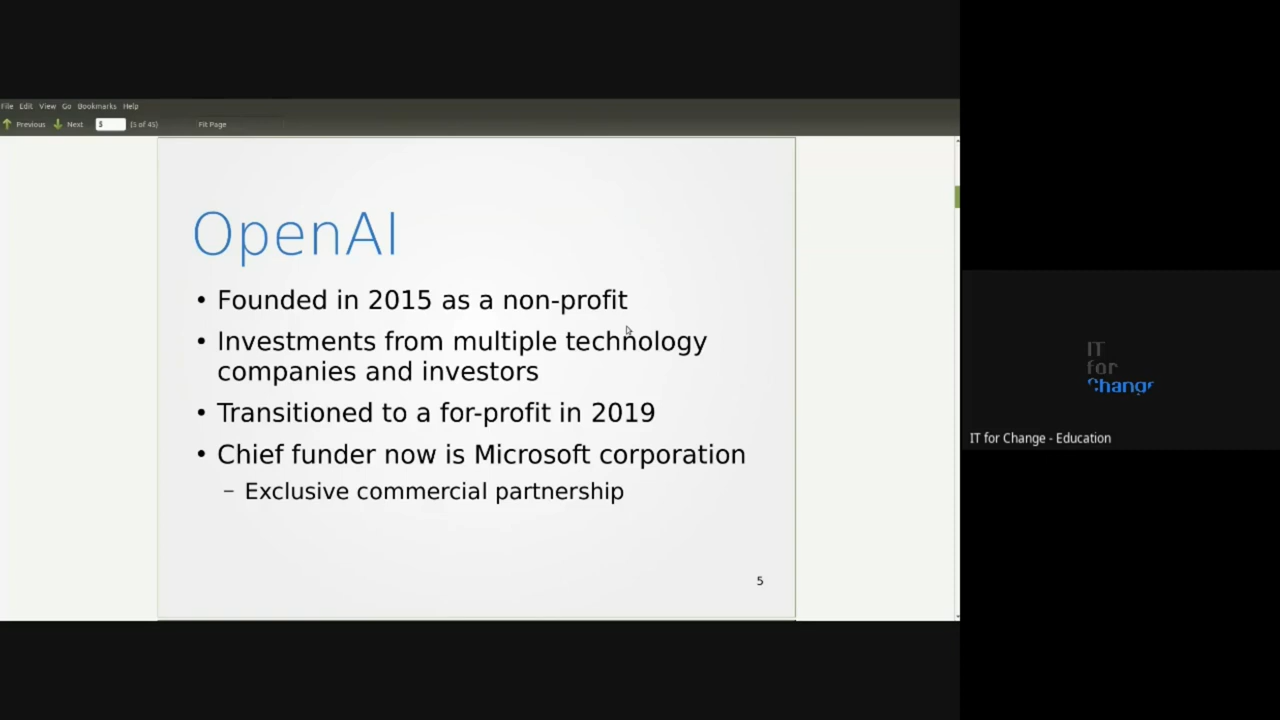 File Edit View Go Bookmarks Help
Previous Next 5 (5 of 45) Fit Page
OpenAI
• Founded in 2015 as a non-profit
• Investments from multiple technology
companies and investors
• Transitioned to a for-profit in 2019
• Chief funder now is Microsoft corporation
– Exclusive commercial partnership
5
IT
for
Change
IT for Change - Education